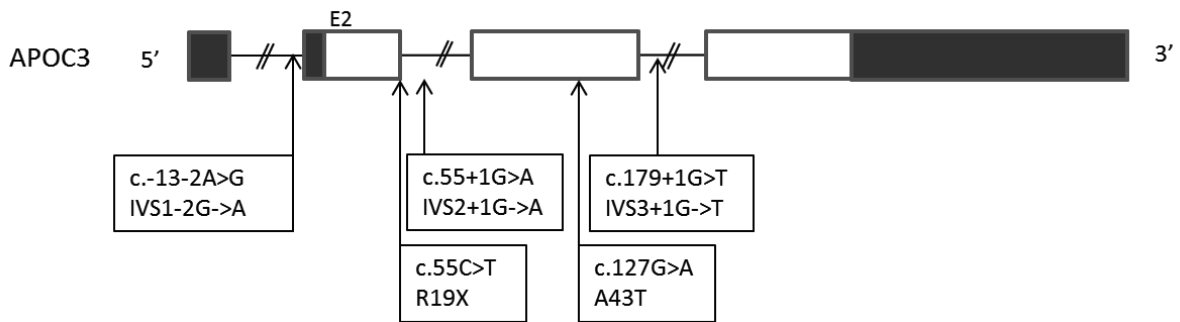 E2
APOC3 5’ 3’
c.-13-2A>G
IVS1-2G->A
c.55+1G>A
IVS2+1G->A
c.179+1G>T
IVS3+1G->T
c.55C>T
R19X
c.127G>A
A43T